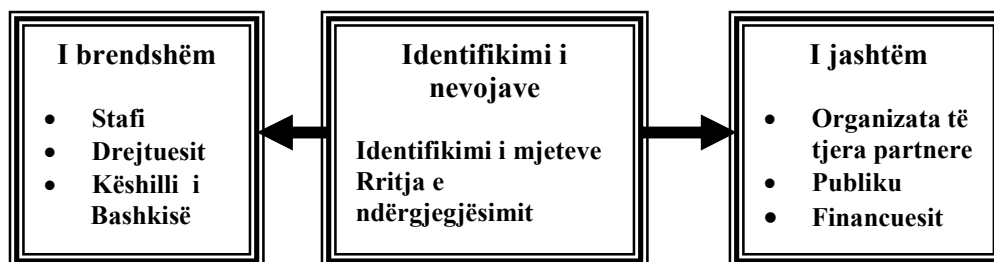 I brendshëm
• Stafi
• Drejtuesit
• Këshilli i
Bashkisë
Identifikimi i
nevojave
Identifikimi i mjeteve
Rritja e
ndërgjegjësimit
I jashtëm
• Organizata të
tjera partnere
• Publiku
• Financuesit